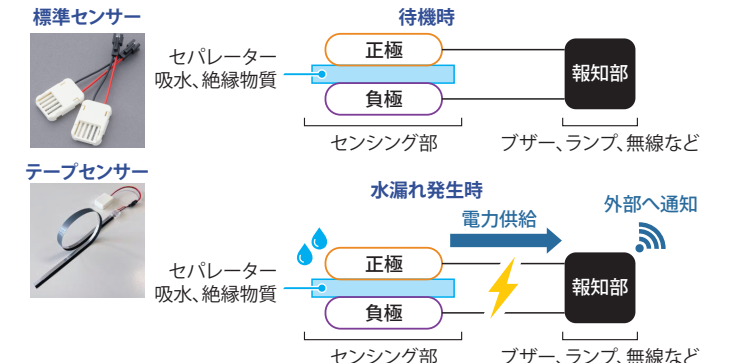 標準センサー
待機時
セパレーター
吸水、絶縁物質
正極
負極
報知部
センシング部
ブザー、ランプ、無線など
テープセンサー
水漏れ発生時
電力供給
外部へ通知
セパレーター
吸水、絶縁物質
正極
負極
報知部
センシング部
ブザー、ランプ、無線など